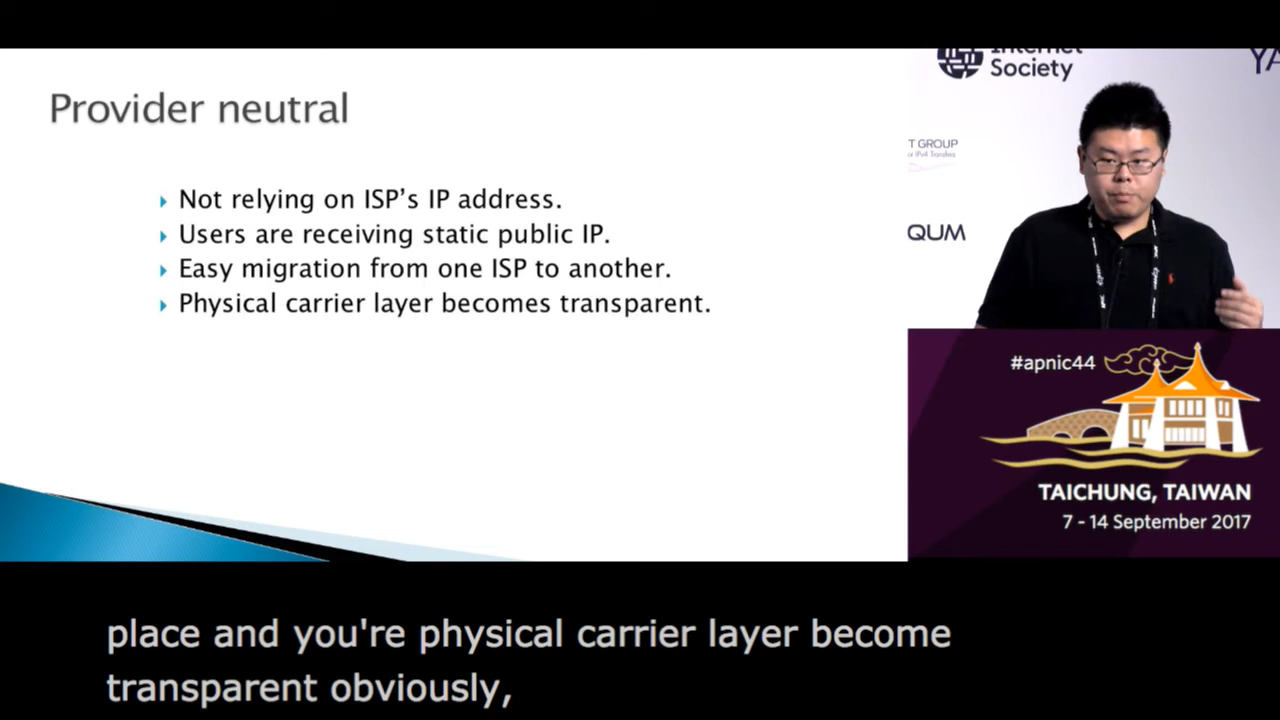 Provider neutral
Not relying on ISP's IP address.
Users are receiving static public IP.
Easy migration from one ISP to another.
Physical carrier layer becomes transparent.
Internet
Society
T GROUP
QUM
#apnic44
TAICHUNG, TAIWAN
7 - 14 September 2017
place and you're physical carrier layer become
transparent obviously,